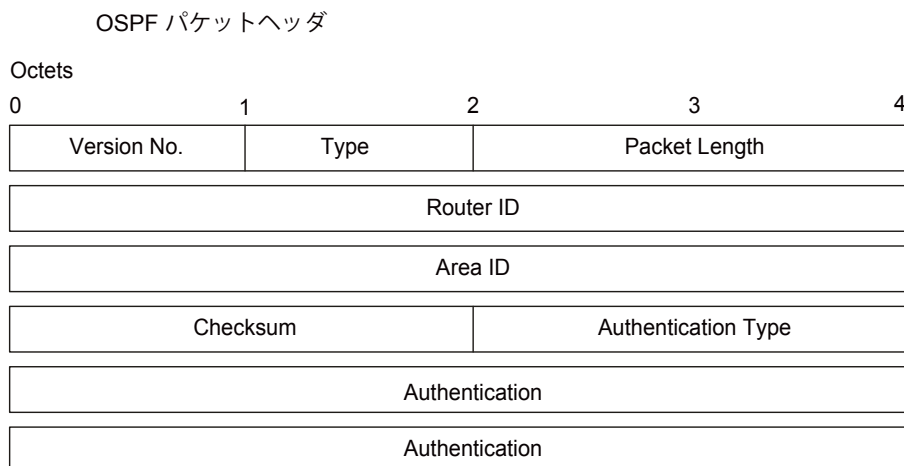 OSPF パケットヘッダ
Octets
0 1 2 3 4
Version No. Type Packet Length
Router ID
Area ID
Checksum Authentication Type
Authentication
Authentication